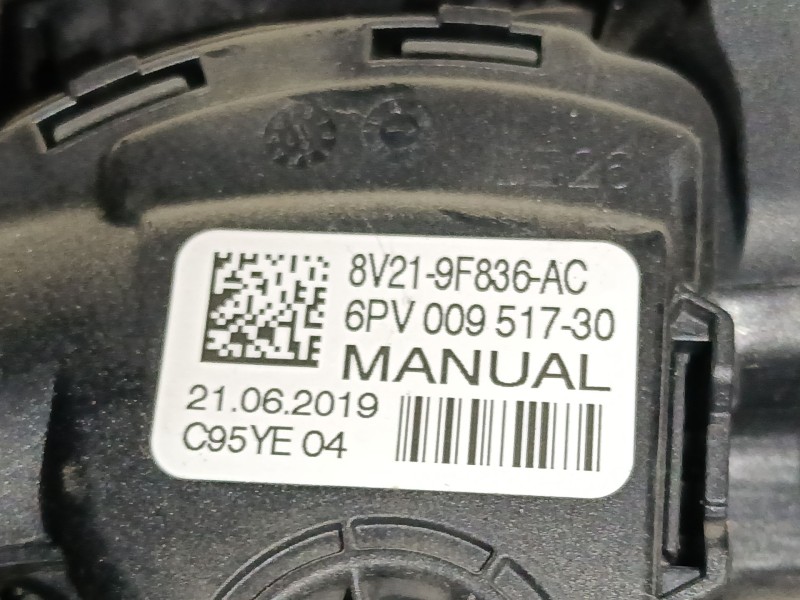 8V21-9F836-AC
6PV 009 517-30
MANUAL
21.06.2019
C95YE 04